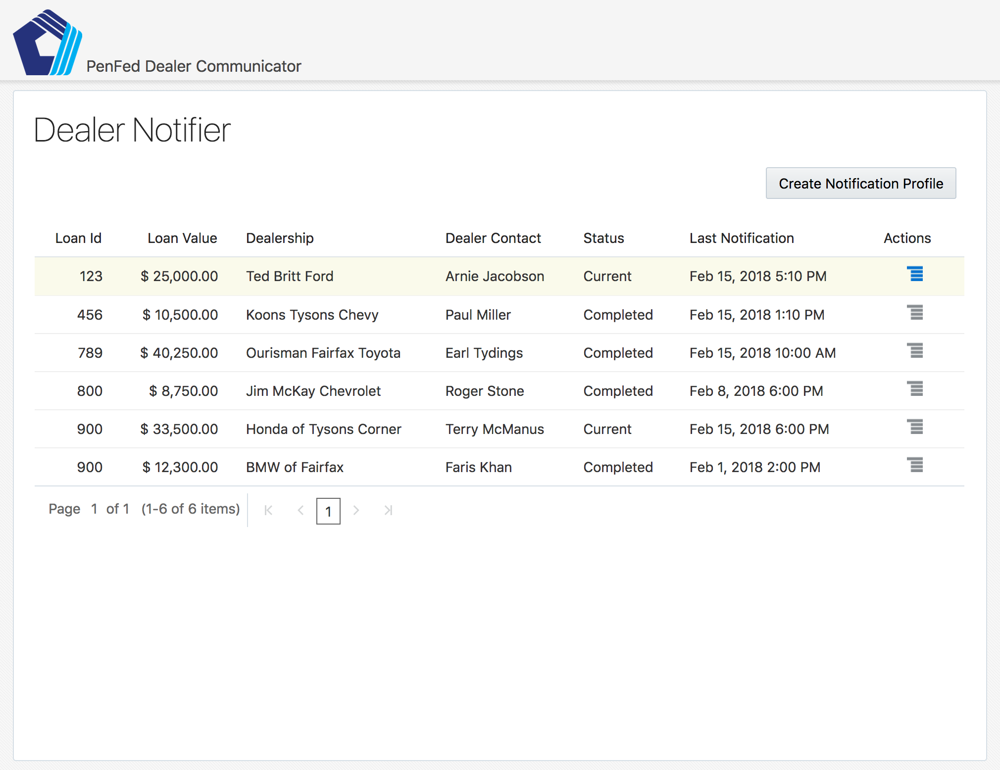 PenFed Dealer Communicator
Dealer Notifier
Create Notification Profile
Loan Id Loan Value Dealership Dealer Contact Status Last Notification Actions
123 $ 25,000.00 Ted Britt Ford Arnie Jacobson Current Feb 15, 2018 5:10 PM
456 $ 10,500.00 Koons Tysons Chevy Paul Miller Completed Feb 15, 2018 1:10 PM
789 $ 40,250.00 Ourisman Fairfax Toyota Earl Tydings Completed Feb 15, 2018 10:00 AM
800 $ 8,750.00 Jim McKay Chevrolet Roger Stone Completed Feb 8, 2018 6:00 PM
900 $ 33,500.00 Honda of Tysons Corner Terry McManus Current Feb 15, 2018 6:00 PM
900 $ 12,300.00 BMW of Fairfax Faris Khan Completed Feb 1, 2018 2:00 PM
Page 1 of 1 (1-6 of 6 items) 1